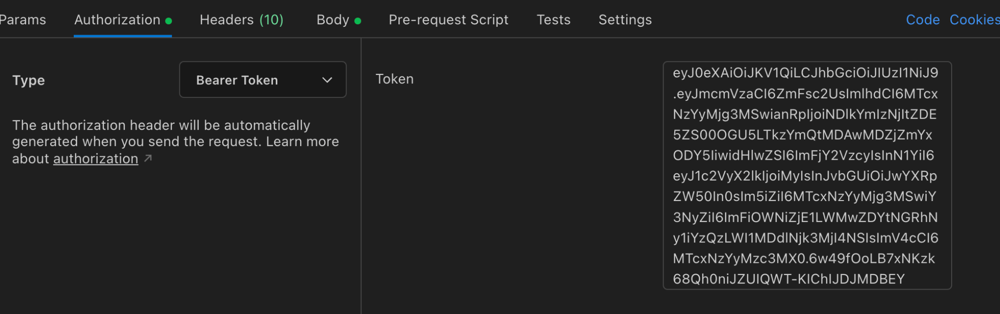 Params Authorization Headers (10) Body Pre-request Script Tests Settings Code Cookies
Type
Bearer Token
The authorization header will be automatically
generated when you send the request. Learn more
about authorization ↗
Token
eyJ0eXAiOiJKV1QiLCJhbGciOiJIUzI1NiJ9
.eyJmcmVzaCI6ZmFsc2UsImlhdCI6MTcx
NzYyMjg3MSwianRpIjoiNDlkYmIzNjItZDE
5ZS00OGU5LTkzYmQtMDAwMDZjZmYx
ODY5IiwidHlwZSI6ImFjY2VzcyIsInN1YiI6
eyJ1c2VyX2lkIjoiMyIsInJvbGUiOiJwYXRp
ZW50In0sIm5iZiI6MTcxNzYyMjg3MSwiY
3NyZiI6ImFiOWNiZjE1LWMwZDYtNGRhN
y1iYzQzLWI1MDdlNjk3MjI4NSIsImV4cCI6
MTcxNzYyMzc3MX0.6w49fOoLB7xNKzk
68Qh0niJZUIQWT-KIChIJDJMDBEY